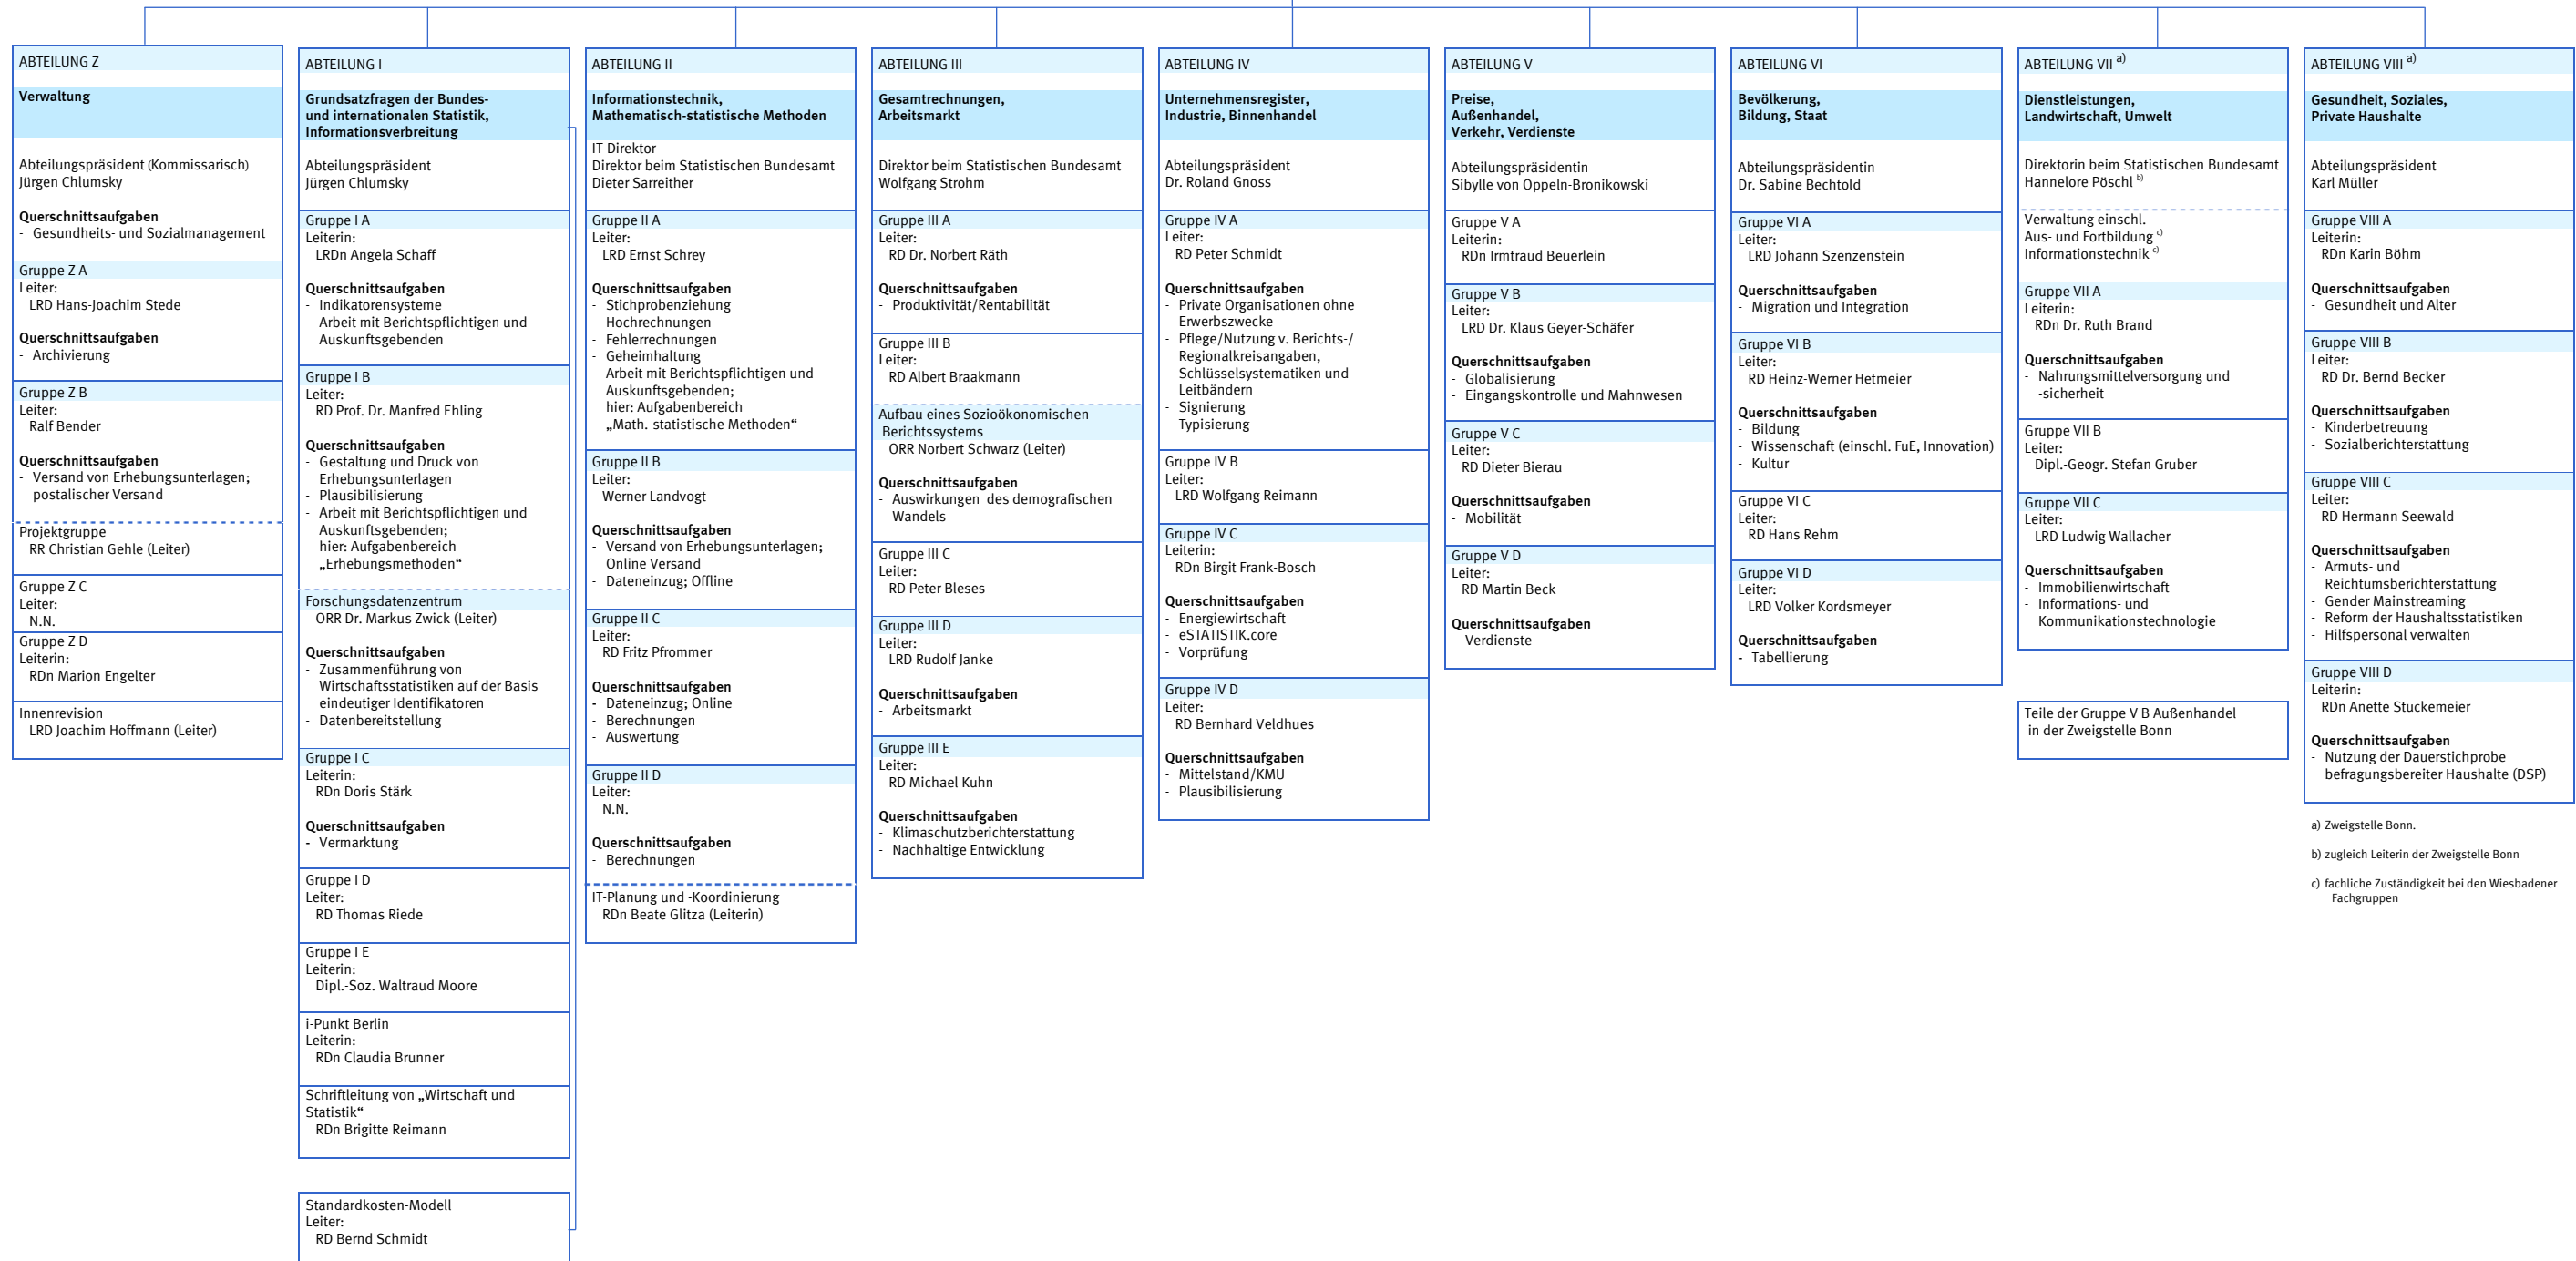 ABTEILUNG Z
Verwaltung
Abteilungspräsident (Kommissarisch)
Jürgen Chlumsky
Querschnittsaufgaben
- Gesundheits- und Sozialmanagement
Gruppe Z A
Leiter:
LRD Hans-Joachim Stede
Querschnittsaufgaben
- Archivierung
Gruppe Z B
Leiter:
Ralf Bender
Querschnittsaufgaben
- Versand von Erhebungsunterlagen;
postalischer Versand
Projektgruppe
RR Christian Gehle (Leiter)
Gruppe Z C
Leiter:
N.N.
Gruppe Z D
Leiterin:
RDn Marion Engelter
Innenrevision
LRD Joachim Hoffmann (Leiter)
ABTEILUNG I
Grundsatzfragen der Bundes-
und internationalen Statistik,
Informationsverbreitung
Abteilungspräsident
Jürgen Chlumsky
Gruppe I A
Leiterin:
LRDn Angela Schaff
Querschnittsaufgaben
- Indikatorensysteme
- Arbeit mit Berichtspflichtigen und
Auskunftsgebenden
Gruppe I B
Leiter:
RD Prof. Dr. Manfred Ehling
Querschnittsaufgaben
- Gestaltung und Druck von
Erhebungsunterlagen
- Plausibilisierung
- Arbeit mit Berichtspflichtigen und
Auskunftsgebenden;
hier: Aufgabenbereich
„Erhebungsmethoden“
Forschungsdatenzentrum
ORR Dr. Markus Zwick (Leiter)
Querschnittsaufgaben
- Zusammenführung von
Wirtschaftsstatistiken auf der Basis
eindeutiger Identifikatoren
- Datenbereitstellung
Gruppe I C
Leiterin:
RDn Doris Stärk
Querschnittsaufgaben
- Vermarktung
Gruppe I D
Leiter:
RD Thomas Riede
Gruppe I E
Leiterin:
Dipl.-Soz. Waltraud Moore
i-Punkt Berlin
Leiterin:
RDn Claudia Brunner
Schriftleitung von „Wirtschaft und
Statistik“
RDn Brigitte Reimann
Standardkosten-Modell
Leiter:
RD Bernd Schmidt
ABTEILUNG II
Informationstechnik,
Mathematisch-statistische Methoden
IT-Direktor
Direktor beim Statistischen Bundesamt
Dieter Sarreither
Gruppe II A
Leiter:
LRD Ernst Schrey
Querschnittsaufgaben
- Stichprobenziehung
- Hochrechnungen
- Fehlerrechnungen
- Geheimhaltung
- Arbeit mit Berichtspflichtigen und
Auskunftsgebenden;
hier: Aufgabenbereich
„Math.-statistische Methoden“
Gruppe II B
Leiter:
Werner Landvogt
Querschnittsaufgaben
- Versand von Erhebungsunterlagen;
Online Versand
- Dateneinzug; Offline
Gruppe II C
Leiter:
RD Fritz Pfrommer
Querschnittsaufgaben
- Dateneinzug; Online
- Berechnungen
- Auswertung
Gruppe II D
Leiter:
N.N.
Querschnittsaufgaben
- Berechnungen
IT-Planung und -Koordinierung
RDn Beate Glitza (Leiterin)
ABTEILUNG III
Gesamtrechnungen,
Arbeitsmarkt
Direktor beim Statistischen Bundesamt
Wolfgang Strohm
Gruppe III A
Leiter:
RD Dr. Norbert Räth
Querschnittsaufgaben
- Produktivität/Rentabilität
Gruppe III B
Leiter:
RD Albert Braakmann
Aufbau eines Sozioökonomischen
Berichtssystems
ORR Norbert Schwarz (Leiter)
Querschnittsaufgaben
- Auswirkungen des demografischen
Wandels
Gruppe III C
Leiter:
RD Peter Bleses
Gruppe III D
Leiter:
LRD Rudolf Janke
Querschnittsaufgaben
- Arbeitsmarkt
Gruppe III E
Leiter:
RD Michael Kuhn
Querschnittsaufgaben
- Klimaschutzberichterstattung
- Nachhaltige Entwicklung
ABTEILUNG IV
Unternehmensregister,
Industrie, Binnenhandel
Abteilungspräsident
Dr. Roland Gnoss
Gruppe IV A
Leiter:
RD Peter Schmidt
Querschnittsaufgaben
- Private Organisationen ohne
Erwerbszwecke
- Pflege/Nutzung v. Berichts-/
Regionalkreisangaben,
Schlüsselsystematiken und
Leitbändern
- Signierung
- Typisierung
Gruppe IV B
Leiter:
LRD Wolfgang Reimann
Gruppe IV C
Leiterin:
RDn Birgit Frank-Bosch
Querschnittsaufgaben
- Energiewirtschaft
- eSTATISTIK.core
- Vorprüfung
Gruppe IV D
Leiter:
RD Bernhard Veldhues
Querschnittsaufgaben
- Mittelstand/KMU
- Plausibilisierung
ABTEILUNG V
Preise,
Außenhandel,
Verkehr, Verdienste
Abteilungspräsidentin
Sibylle von Oppeln-Bronikowski
Gruppe V A
Leiterin:
RDn Irmtraud Beuerlein
Gruppe V B
Leiter:
LRD Dr. Klaus Geyer-Schäfer
Querschnittsaufgaben
- Globalisierung
- Eingangskontrolle und Mahnwesen
Gruppe V C
Leiter:
RD Dieter Bierau
Querschnittsaufgaben
- Mobilität
Gruppe V D
Leiter:
RD Martin Beck
Querschnittsaufgaben
- Verdienste
ABTEILUNG VI
Bevölkerung,
Bildung, Staat
Abteilungspräsidentin
Dr. Sabine Bechtold
Gruppe VI A
Leiter:
LRD Johann Szenzenstein
Querschnittsaufgaben
- Migration und Integration
Gruppe VI B
Leiter:
RD Heinz-Werner Hetmeier
Querschnittsaufgaben
- Bildung
- Wissenschaft (einschl. FuE, Innovation)
- Kultur
Gruppe VI C
Leiter:
RD Hans Rehm
Gruppe VI D
Leiter:
LRD Volker Kordsmeyer
Querschnittsaufgaben
- Tabellierung
ABTEILUNG VII a)
Dienstleistungen,
Landwirtschaft, Umwelt
Direktorin beim Statistischen Bundesamt
Hannelore Pöschl b)
Verwaltung einschl.
Aus- und Fortbildung c)
Informationstechnik c)
Gruppe VII A
Leiterin:
RDn Dr. Ruth Brand
Querschnittsaufgaben
- Nahrungsmittelversorgung und
-sicherheit
Gruppe VII B
Leiter:
Dipl.-Geogr. Stefan Gruber
Gruppe VII C
Leiter:
LRD Ludwig Wallacher
Querschnittsaufgaben
- Immobilienwirtschaft
- Informations- und
Kommunikationstechnologie
Teile der Gruppe V B Außenhandel
in der Zweigstelle Bonn
ABTEILUNG VIII a)
Gesundheit, Soziales,
Private Haushalte
Abteilungspräsident
Karl Müller
Gruppe VIII A
Leiterin:
RDn Karin Böhm
Querschnittsaufgaben
- Gesundheit und Alter
Gruppe VIII B
Leiter:
RD Dr. Bernd Becker
Querschnittsaufgaben
- Kinderbetreuung
- Sozialberichterstattung
Gruppe VIII C
Leiter:
RD Hermann Seewald
Querschnittsaufgaben
- Armuts- und
Reichtumsberichterstattung
- Gender Mainstreaming
- Reform der Haushaltsstatistiken
- Hilfspersonal verwalten
Gruppe VIII D
Leiterin:
RDn Anette Stuckemeier
Querschnittsaufgaben
- Nutzung der Dauerstichprobe
befragungsbereiter Haushalte (DSP)
a) Zweigstelle Bonn.
b) zugleich Leiterin der Zweigstelle Bonn
c) fachliche Zuständigkeit bei den Wiesbadener
Fachgruppen